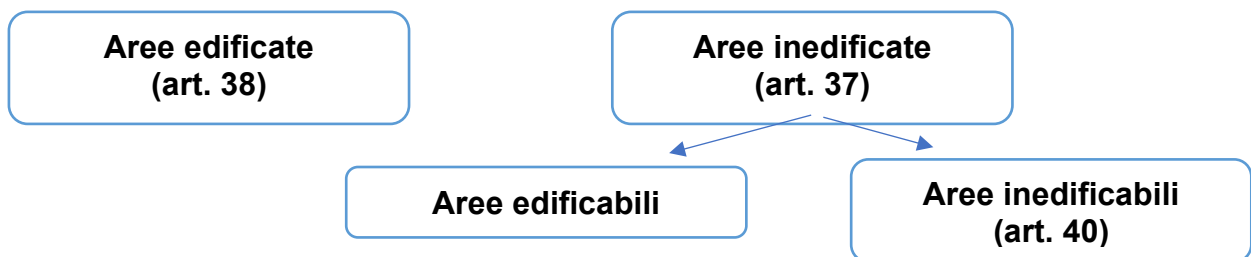 Aree edificate
(art. 38)
Aree inedificate
(art. 37)
Aree edificabili
Aree inedificabili
(art. 40)